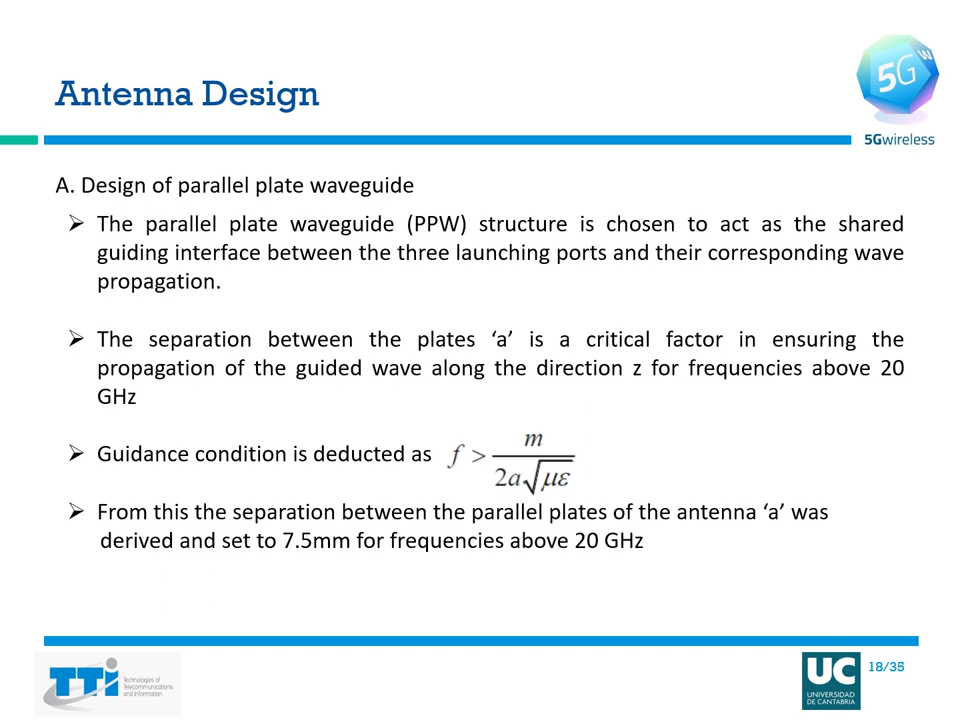 5G W
Antenna Design
5Gwireless
A. Design of parallel plate waveguide
➢ The parallel plate waveguide (PPW) structure is chosen to act as the shared
guiding interface between the three launching ports and their corresponding wave
propagation.
➢ The separation between the plates ‘a’ is a critical factor in ensuring the
propagation of the guided wave along the direction z for frequencies above 20
GHz
➢ Guidance condition is deducted as f > m / 2a√με
➢ From this the separation between the parallel plates of the antenna ‘a’ was
derived and set to 7.5mm for frequencies above 20 GHz
TTi
Technologies of
Telecommunications
and Information
UC
UNIVERSIDAD
DE CANTABRIA
18/35